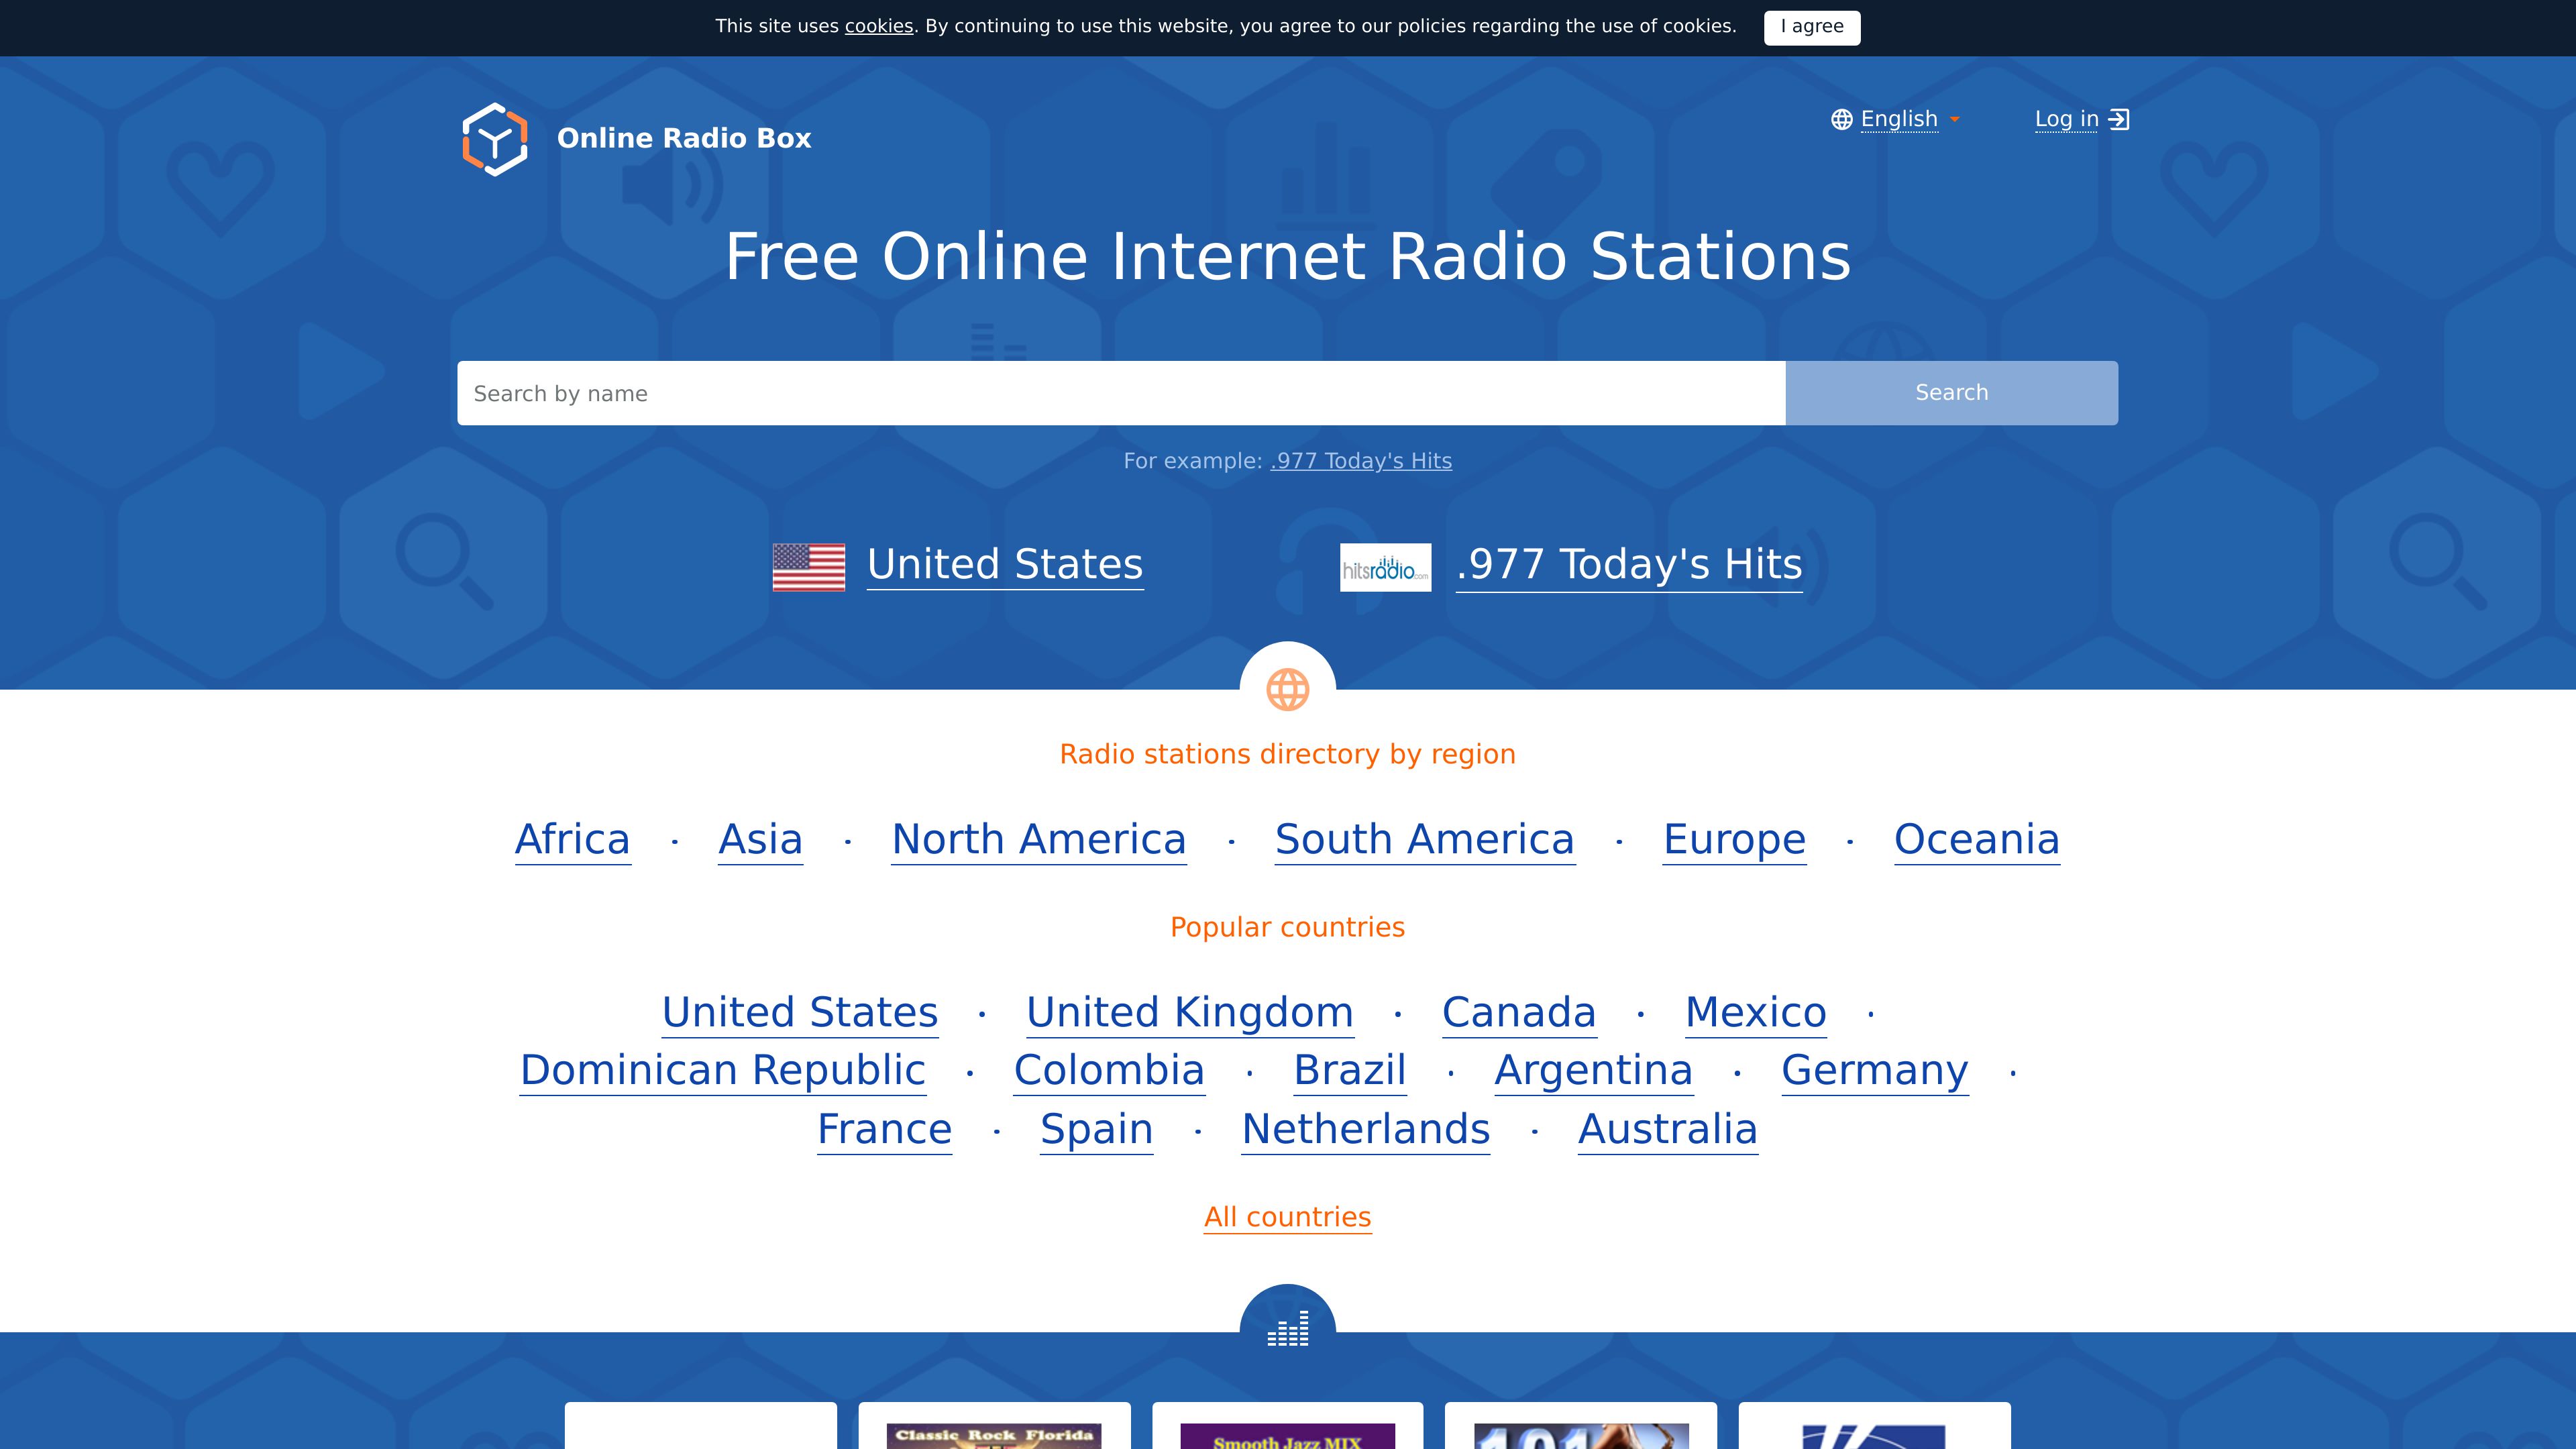 This site uses cookies. By continuing to use this website, you agree to our policies regarding the use of cookies. I agree
Online Radio Box
English
Log in
Free Online Internet Radio Stations
Search by name
Search
For example: .977 Today's Hits
United States
hitsradio.com
.977 Today's Hits
Radio stations directory by region
Africa · Asia · North America · South America · Europe · Oceania
Popular countries
United States · United Kingdom · Canada · Mexico ·
Dominican Republic · Colombia · Brazil · Argentina · Germany ·
France · Spain · Netherlands · Australia
All countries
Classic Rock Florida
Smooth Jazz MIX
101